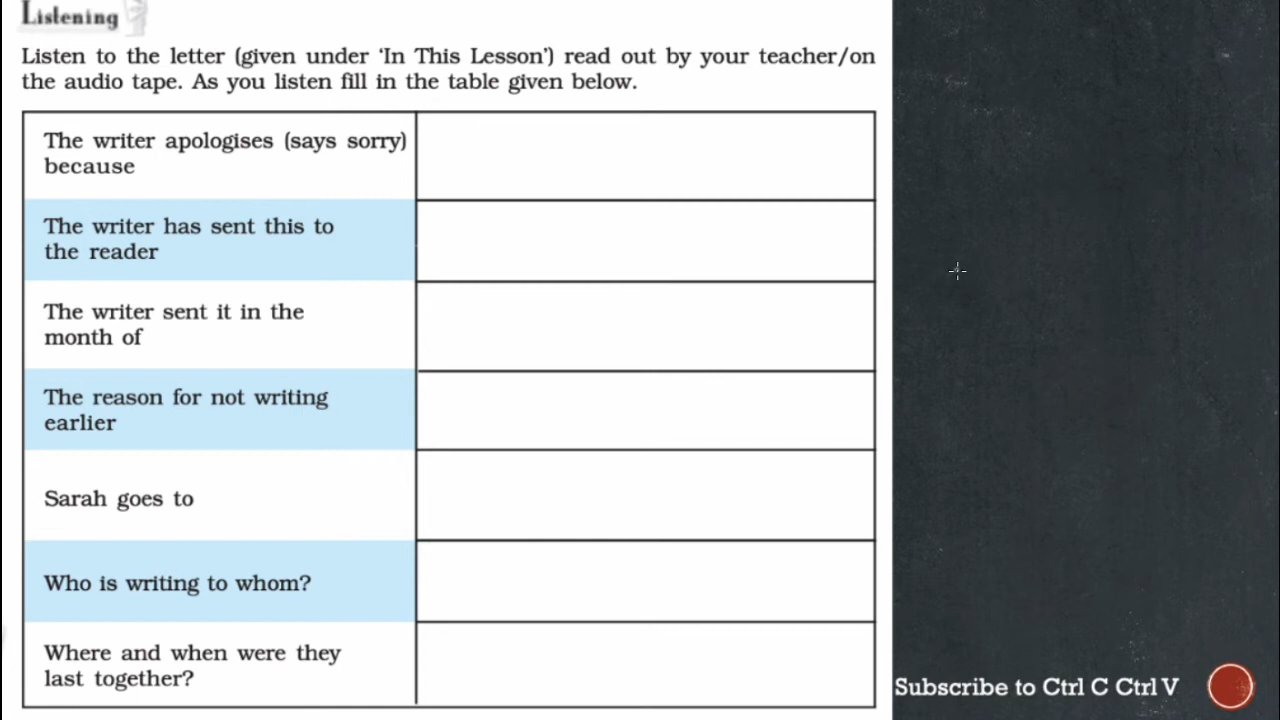 Listening
Listen to the letter (given under ‘In This Lesson’) read out by your teacher/on
the audio tape. As you listen fill in the table given below.
The writer apologises (says sorry)
because
The writer has sent this to
the reader
The writer sent it in the
month of
The reason for not writing
earlier
Sarah goes to
Who is writing to whom?
Where and when were they
last together?
Subscribe to Ctrl C Ctrl V